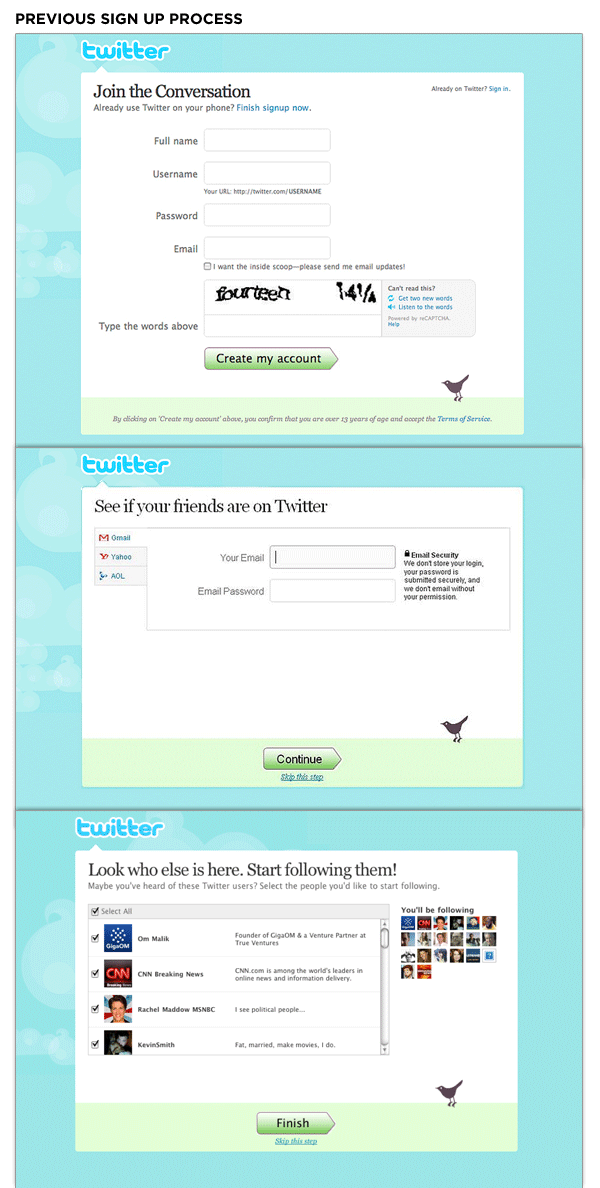 PREVIOUS SIGN UP PROCESS
twitter
Join the Conversation
Already on Twitter? Sign in.
Already use Twitter on your phone? Finish signup now.
Full name
Username
Your URL: http://twitter.com/USERNAME
Password
Email
I want the inside scoop—please send me email updates!
fourteen 14¼
Can't read this?
Get two new words
Listen to the words
Powered by reCAPTCHA.
Help
Type the words above
Create my account
By clicking on 'Create my account' above, you confirm that you are over 13 years of age and accept the Terms of Service.
twitter
See if your friends are on Twitter
Gmail
Yahoo
AOL
Your Email
Email Password
Email Security
We don't store your login,
your password is
submitted securely, and
we don't email without
your permission.
Continue
Skip this step
twitter
Look who else is here. Start following them!
Maybe you've heard of these Twitter users? Select the people you'd like to start following.
Select All
You'll be following
GigaOM
Om Malik
Founder of GigaOM & a Venture Partner at
True Ventures
CNN
CNN Breaking News
CNN.com is among the world's leaders in
online news and information delivery.
Rachel Maddow MSNBC
I see political people...
KevinSmith
Fat, married, make movies, I do.
Finish
Skip this step